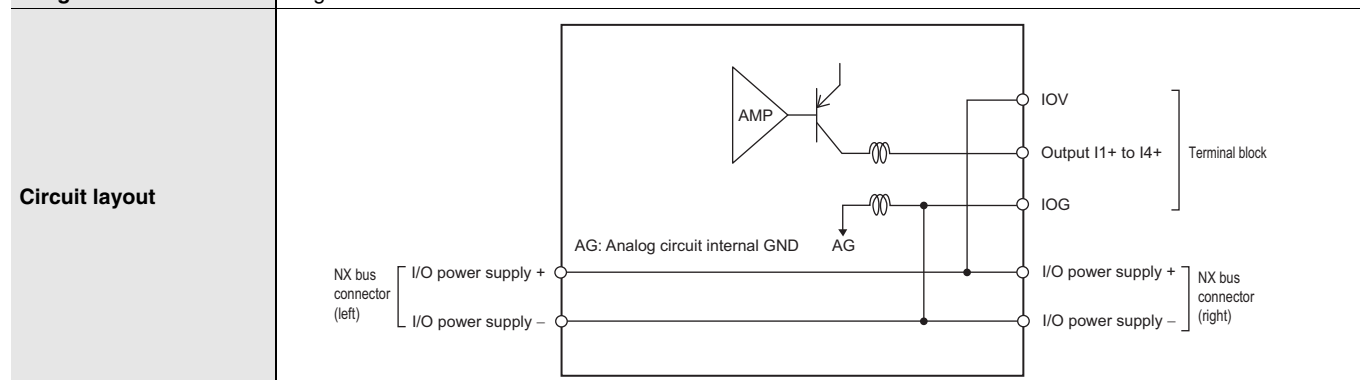 Circuit layout
AMP
IOV
Output I1+ to I4+
Terminal block
IOG
AG: Analog circuit internal GND
AG
NX bus
connector
(left)
I/O power supply +
I/O power supply –
I/O power supply +
I/O power supply –
NX bus
connector
(right)